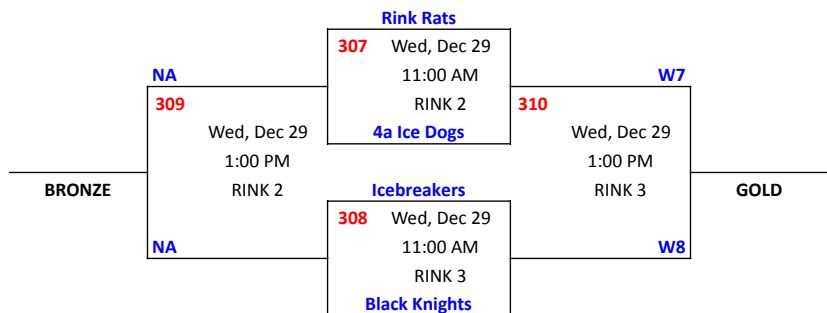 Rink Rats
307 Wed, Dec 29
11:00 AM
RINK 2
4a Ice Dogs
NA
309
Wed, Dec 29
1:00 PM
RINK 2
NA
BRONZE
W7
310
Wed, Dec 29
1:00 PM
RINK 3
W8
GOLD
Icebreakers
308 Wed, Dec 29
11:00 AM
RINK 3
Black Knights